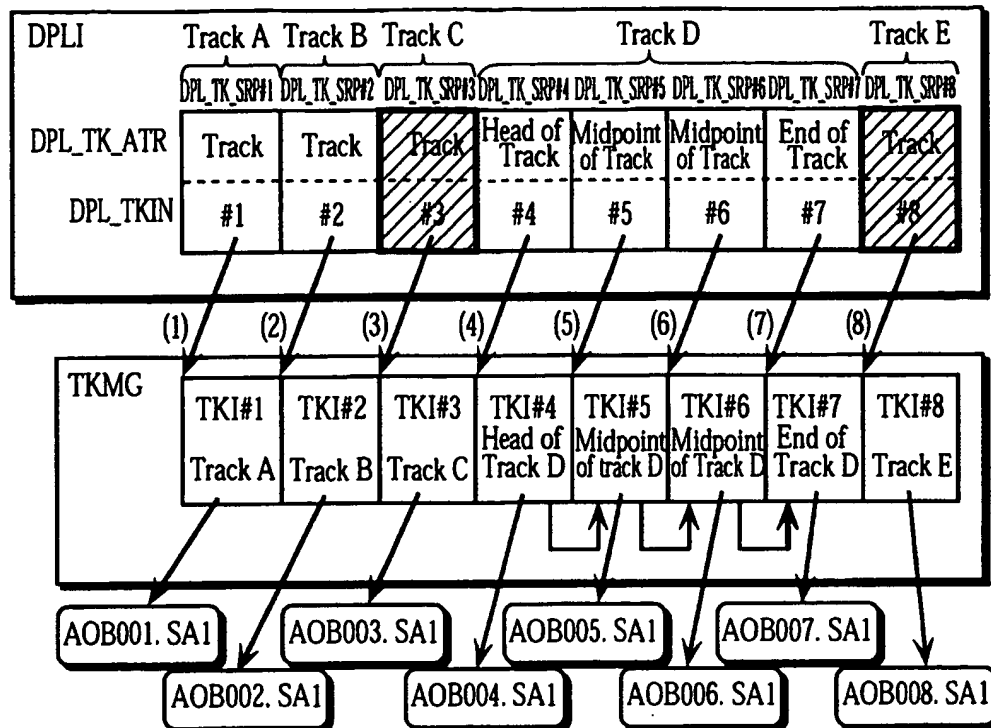 DPLI
Track A Track B Track C Track D Track E
DPL_TK_SRP#1 DPL_TK_SRP#2 DPL_TK_SRP#3 DPL_TK_SRP#4 DPL_TK_SRP#5 DPL_TK_SRP#6 DPL_TK_SRP#7 DPL_TK_SRP#8
DPL_TK_ATR
Track Track Track Head of Track Midpoint of Track Midpoint of Track End of Track Track
DPL_TKIN
#1 #2 #3 #4 #5 #6 #7 #8
(1) (2) (3) (4) (5) (6) (7) (8)
TKMG
TKI#1 TKI#2 TKI#3 TKI#4 TKI#5 TKI#6 TKI#7 TKI#8
Track A Track B Track C Head of Track D Midpoint of track D Midpoint of Track D End of Track D Track E
AOB001. SA1 AOB003. SA1 AOB005. SA1 AOB007. SA1
AOB002. SA1 AOB004. SA1 AOB006. SA1 AOB008. SA1